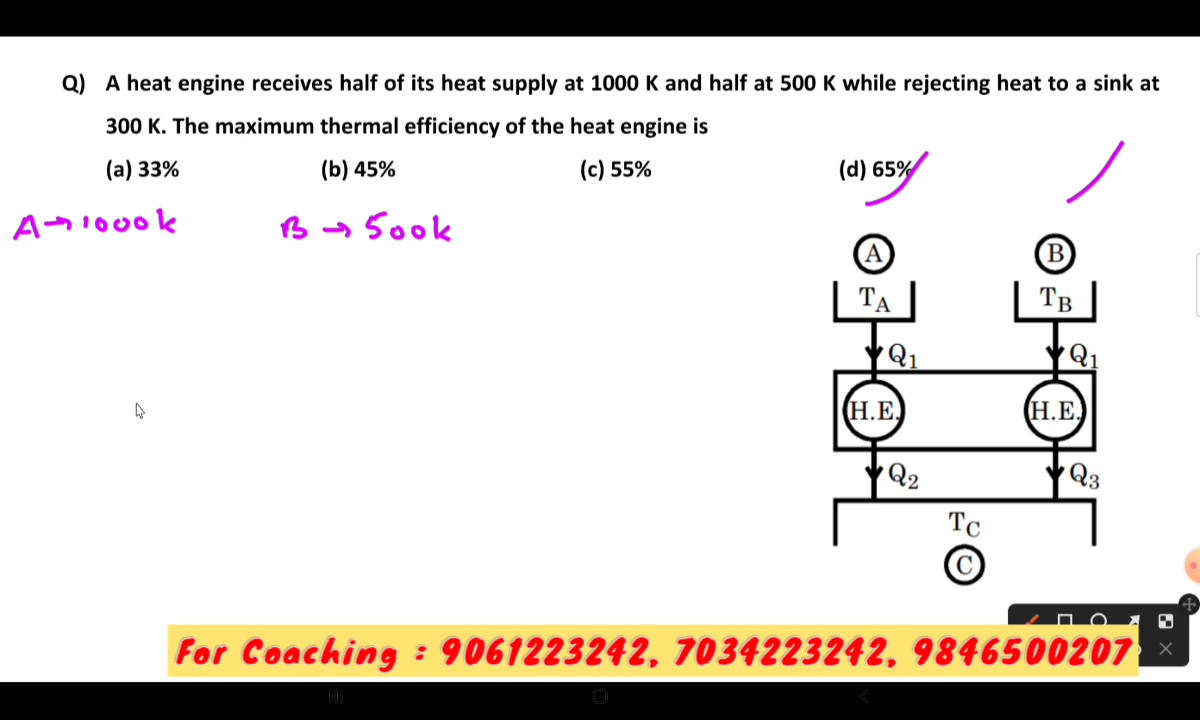 Q) A heat engine receives half of its heat supply at 1000 K and half at 500 K while rejecting heat to a sink at
300 K. The maximum thermal efficiency of the heat engine is
(a) 33% (b) 45% (c) 55% (d) 65%
A→1000k B → 500k
A B
TA TB
Q1 Q1
H.E. H.E.
Q2 Q3
TC
C
For Coaching : 9061223242, 7034223242, 9846500207